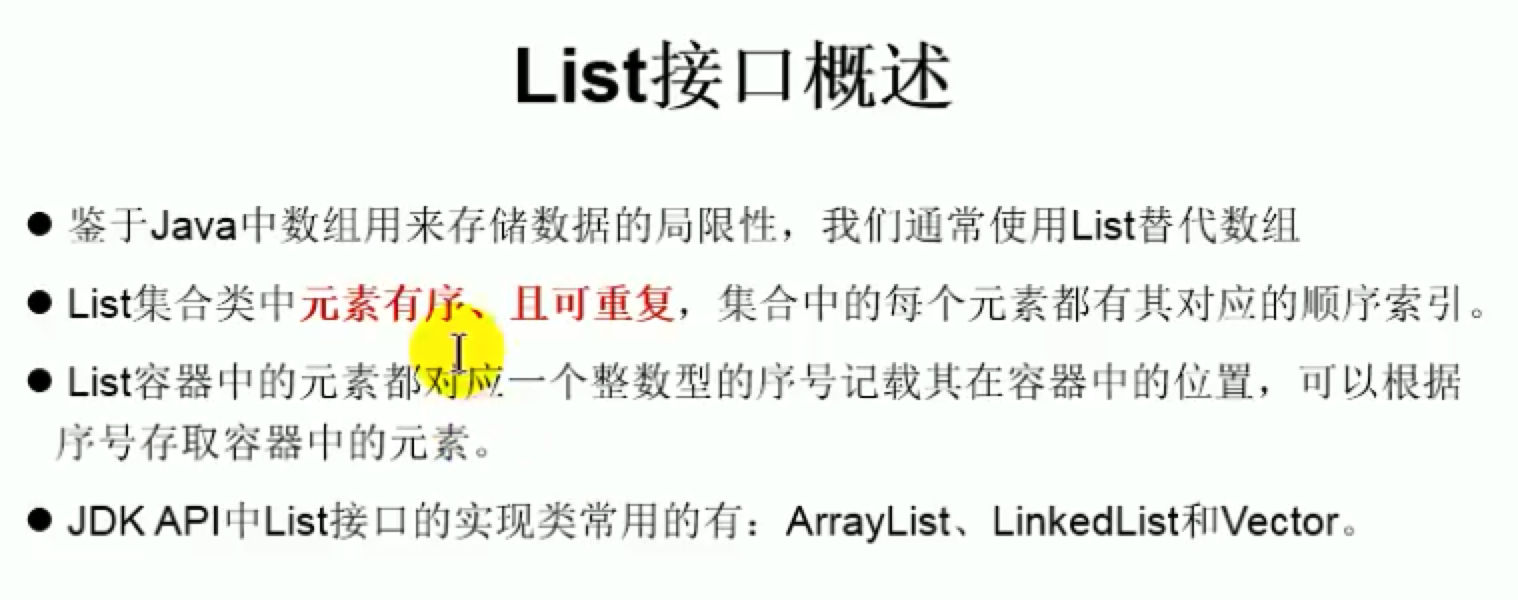 List接口概述
● 鉴于Java中数组用来存储数据的局限性，我们通常使用List替代数组
● List集合类中元素有序、且可重复，集合中的每个元素都有其对应的顺序索引。
● List容器中的元素都对应一个整数型的序号记载其在容器中的位置，可以根据
序号存取容器中的元素。
● JDK API中List接口的实现类常用的有：ArrayList、LinkedList和Vector。